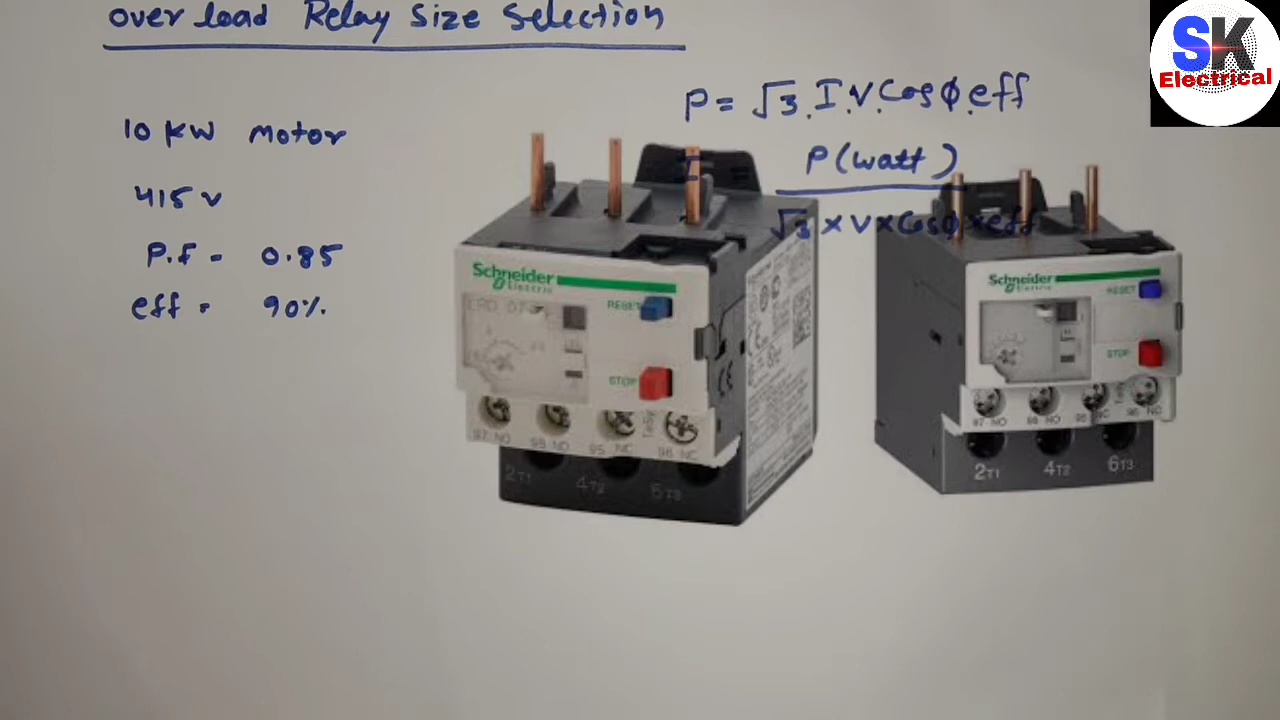 over load Relay Size Selection
SK
Electrical
10 KW Motor
415 V
P.f = 0.85
eff = 90%
P = √3 . I . V . Cosϕ . eff
I =
P (watt)
√3 × V × Cosϕ × eff
Schneider
Electric
RESET
STOP
97 NO
98 NO
95 NC
96 NC
2T1
4T2
6T3
Schneider
Electric
RESET
STOP
97 NO
98 NO
95 NC
96 NC
2T1
4T2
6T3